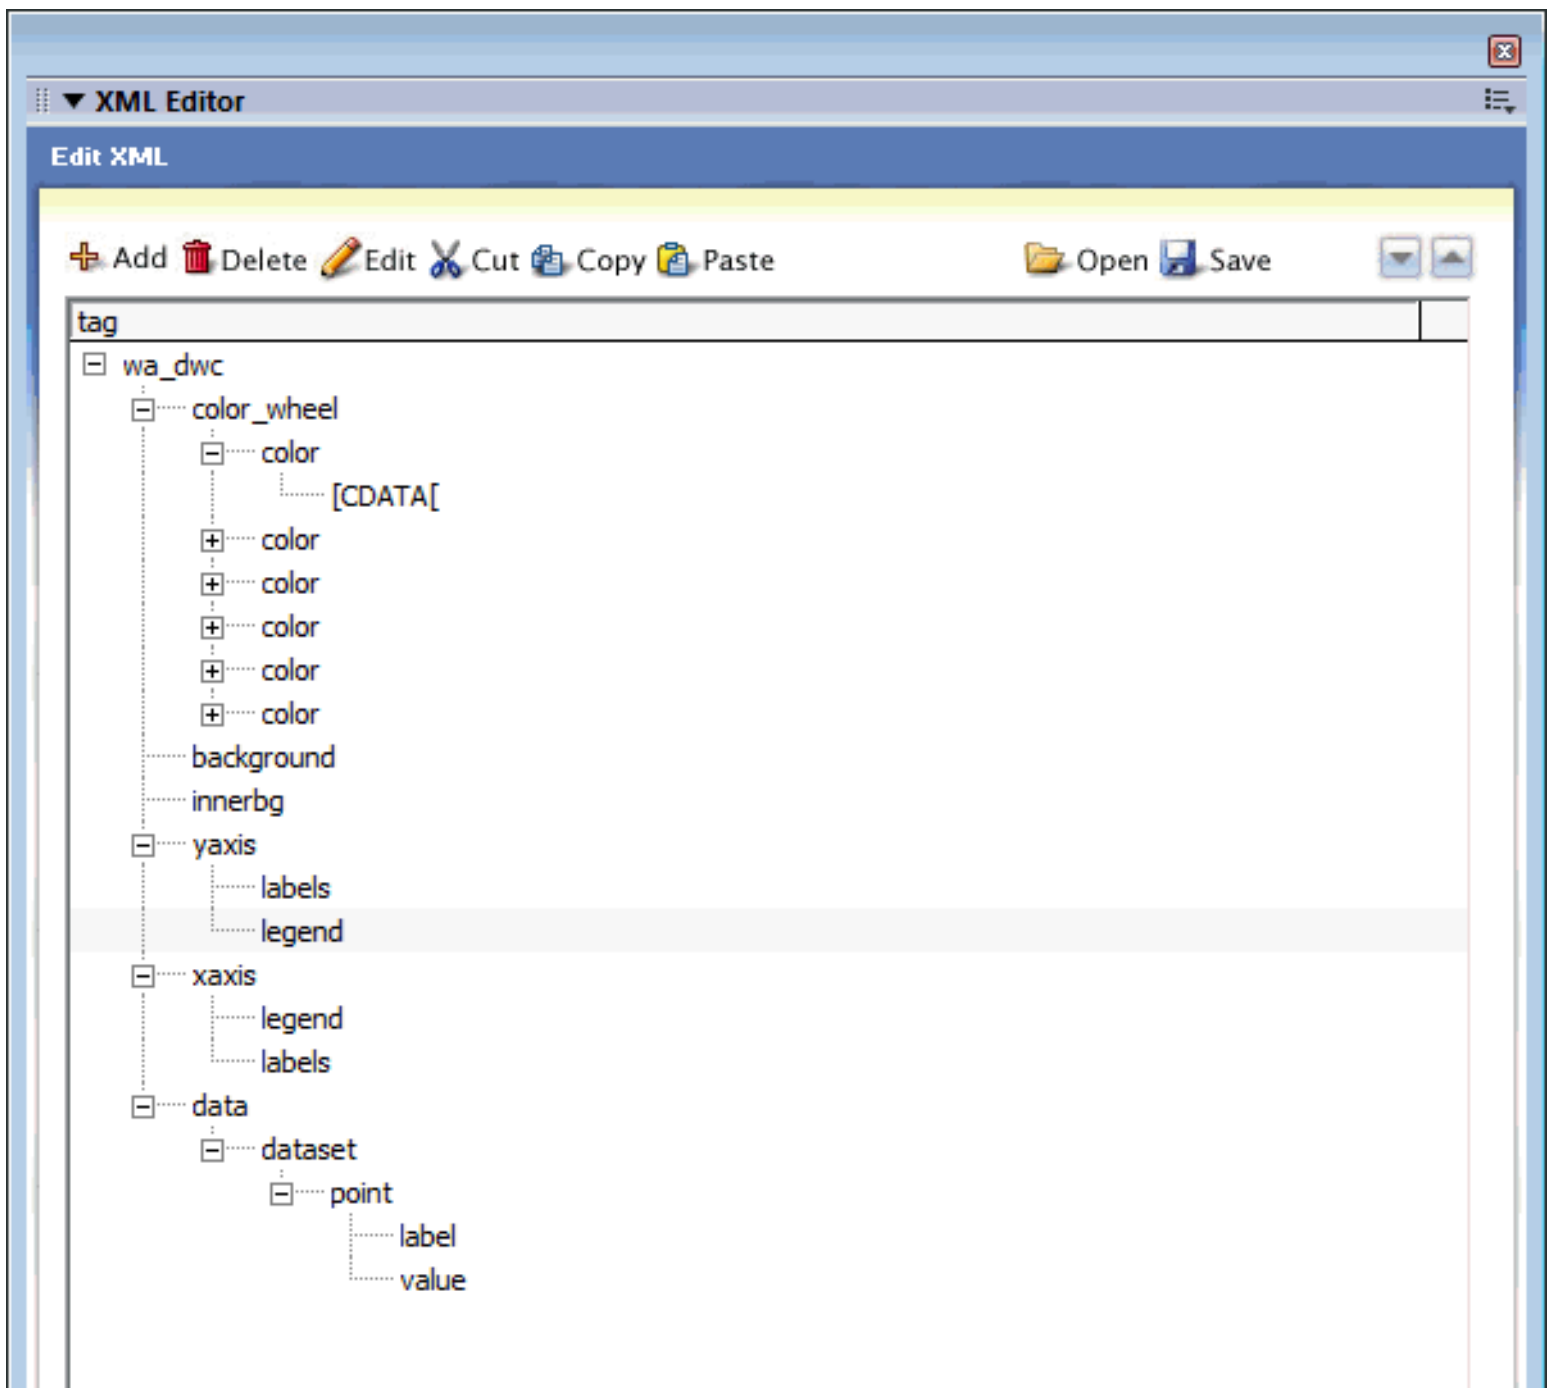 XML Editor
Edit XML
Add Delete Edit Cut Copy Paste Open Save
tag
wa_dwc
color_wheel
color
[CDATA[
color
color
color
color
color
background
innerbg
yaxis
labels
legend
xaxis
legend
labels
data
dataset
point
label
value